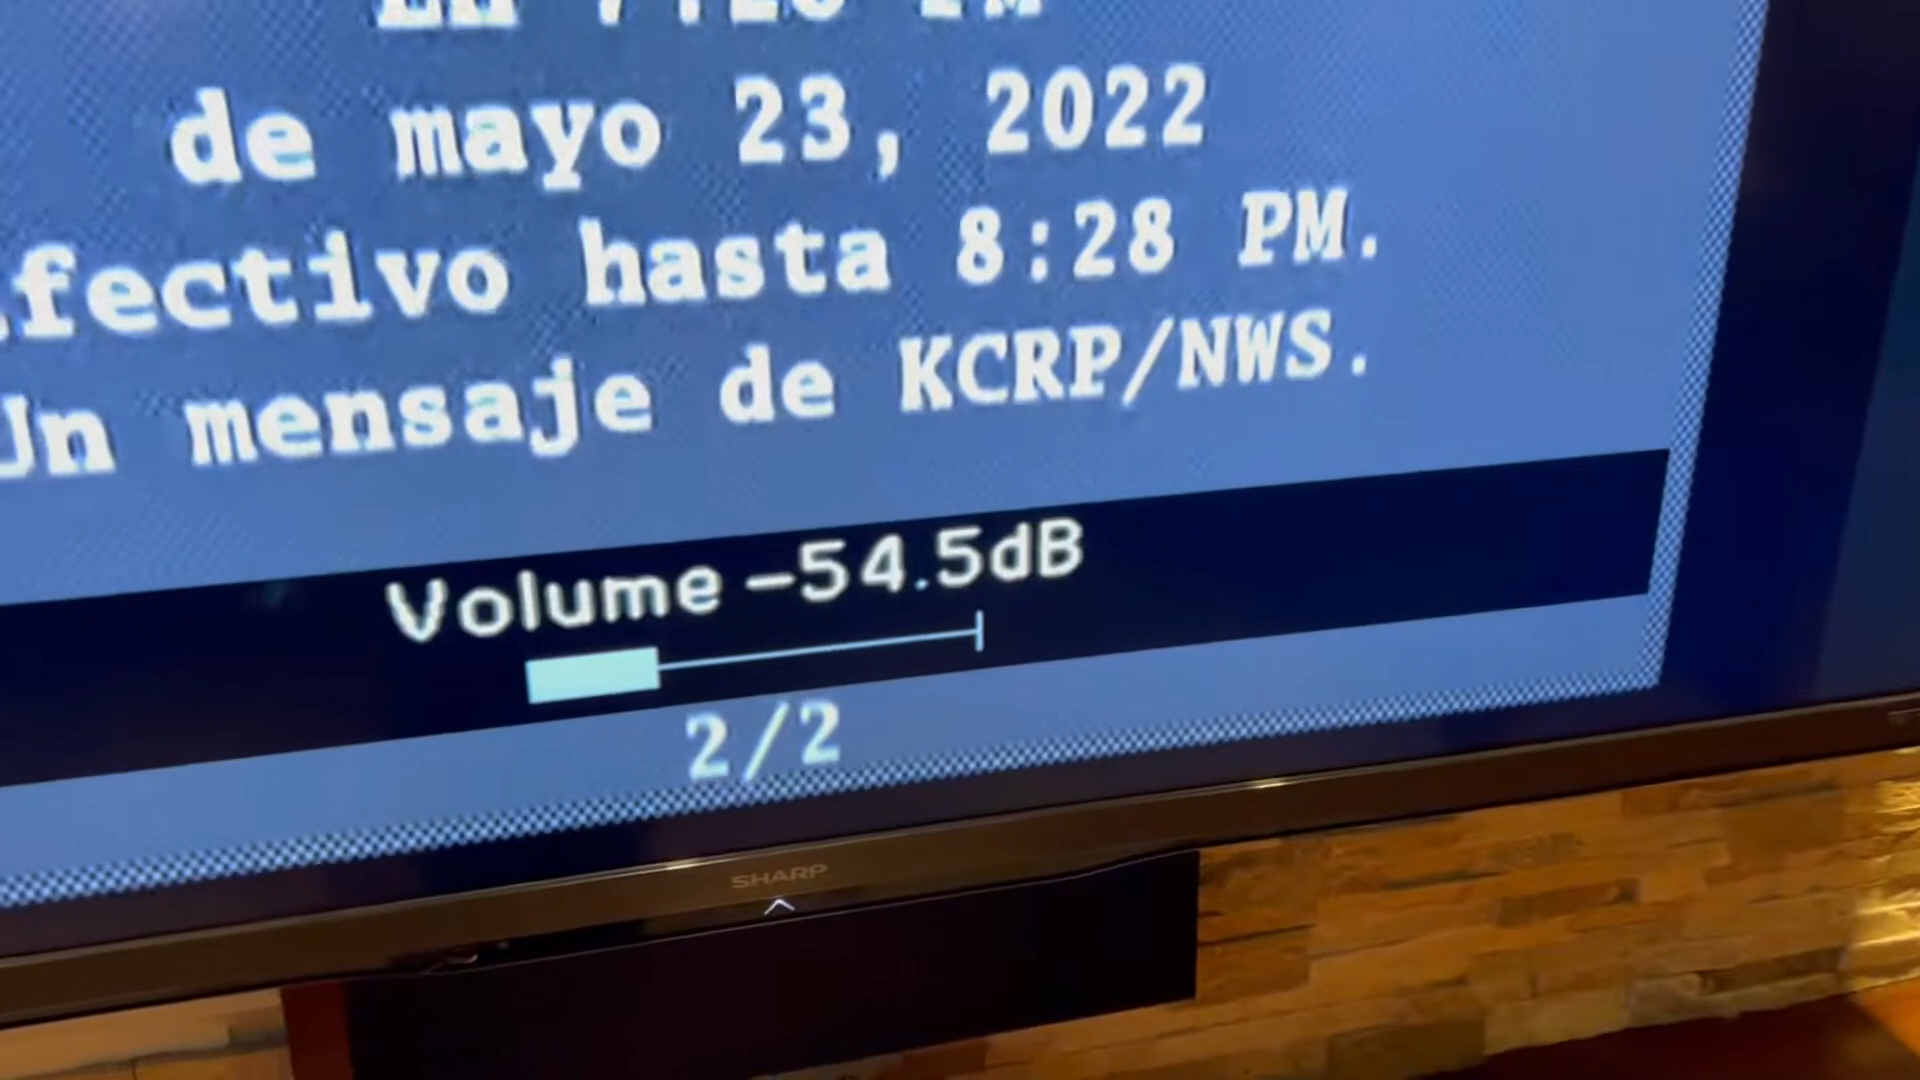 de mayo 23, 2022
fectivo hasta 8:28 PM.
Un mensaje de KCRP/NWS.
Volume -54.5dB
2/2
SHARP